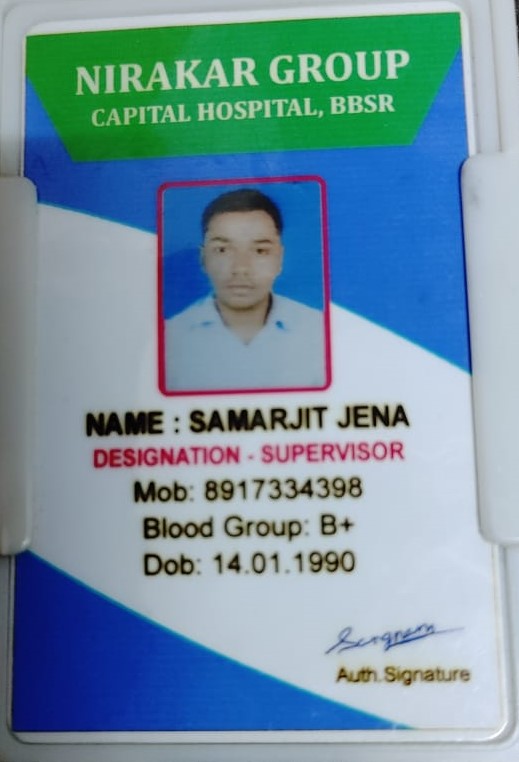 NIRAKAR GROUP
CAPITAL HOSPITAL, BBSR
NAME : SAMARJIT JENA
DESIGNATION - SUPERVISOR
Mob: 8917334398
Blood Group: B+
Dob: 14.01.1990
Auth.Signature